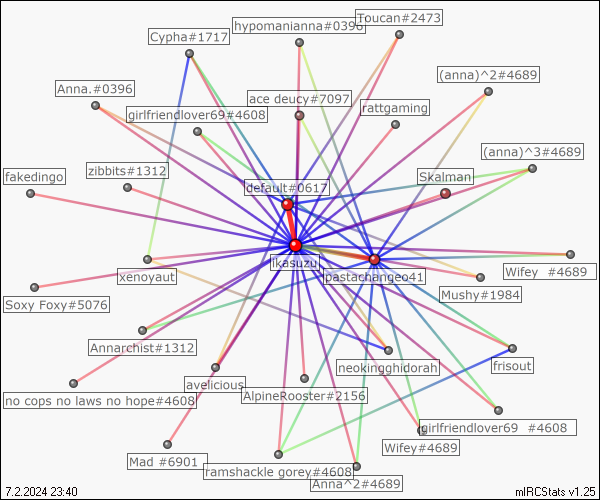 hypomanianna#0396
Toucan#2473
Cypha#1717
(anna)^2#4689
Anna.#0396
ace deucy#7097
rattgaming
girlfriendlover69#4608
(anna)^3#4689
zibbits#1312
fakedingo
Skalman
default#0617
ikasuzu
pastachangeo41
xenoyaut
Wifey #4689
Mushy#1984
Soxy Foxy#5076
Annarchist#1312
neokingghidorah
frisout
avelicious
AlpineRooster#2156
no cops no laws no hope#4608
girlfriendlover69 #4608
Wifey#4689
Mad #6901
ramshackle gorey#4608
Anna^2#4689
7.2.2024 23:40
mIRCStats v1.25